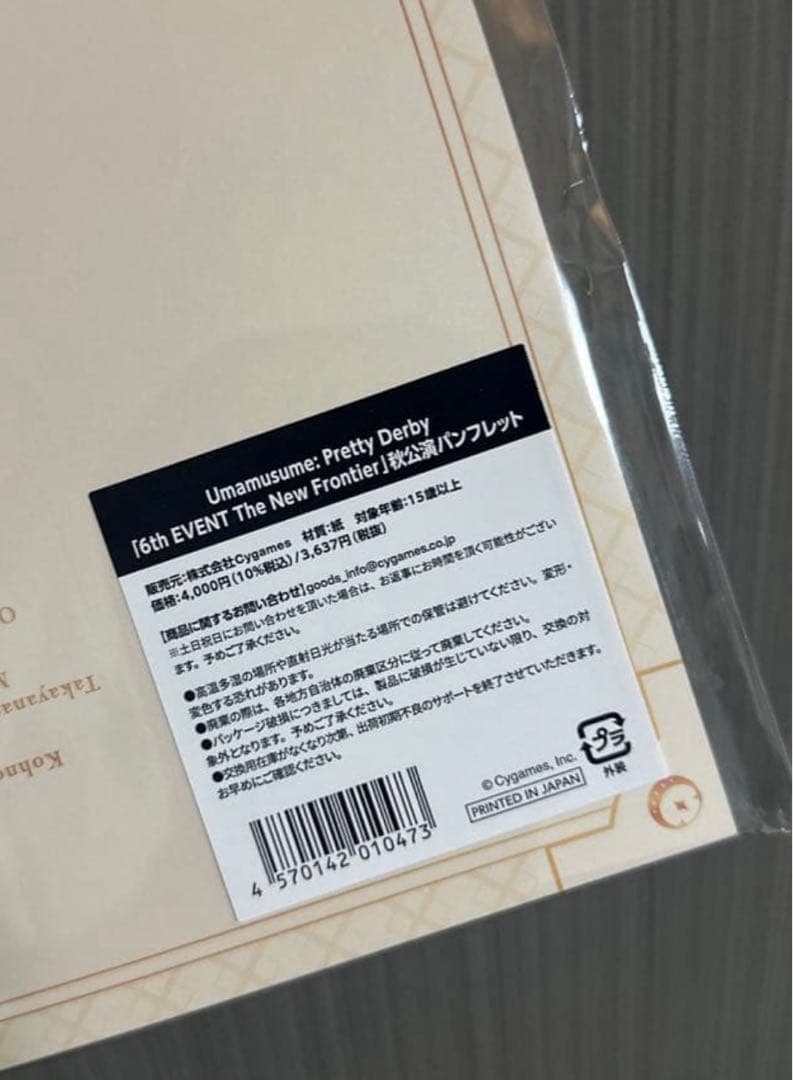 Umamusume: Pretty Derby
「6th EVENT The New Frontier」秋公演パンフレット
販売元:株式会社Cygames 材質:紙 対象年齢:15歳以上
価格:4,000円(10%税込)/3,637円(税抜)
【商品に関するお問い合わせ】goods_info@cygames.co.jp
※土日祝日にお問い合わせを頂いた場合は、お返事にお時間を頂く可能性がござい
ます。予めご了承ください。
●高温多湿の場所や直射日光が当たる場所での保管は避けてください。変形・
変色する恐れがあります。
●廃棄の際は、各地方自治体の廃棄区分に従って廃棄してください。
●パッケージ破損につきましては、製品に破損が生じていない限り、交換の対
象外となります。予めご了承ください。
●交換用在庫がなくなり次第、出荷初期不良のサポートを終了させていただきます。
お早めにご確認ください。
プラ
外装
©Cygames, Inc.
PRINTED IN JAPAN
4 570142 010473
Kohno
Takayana